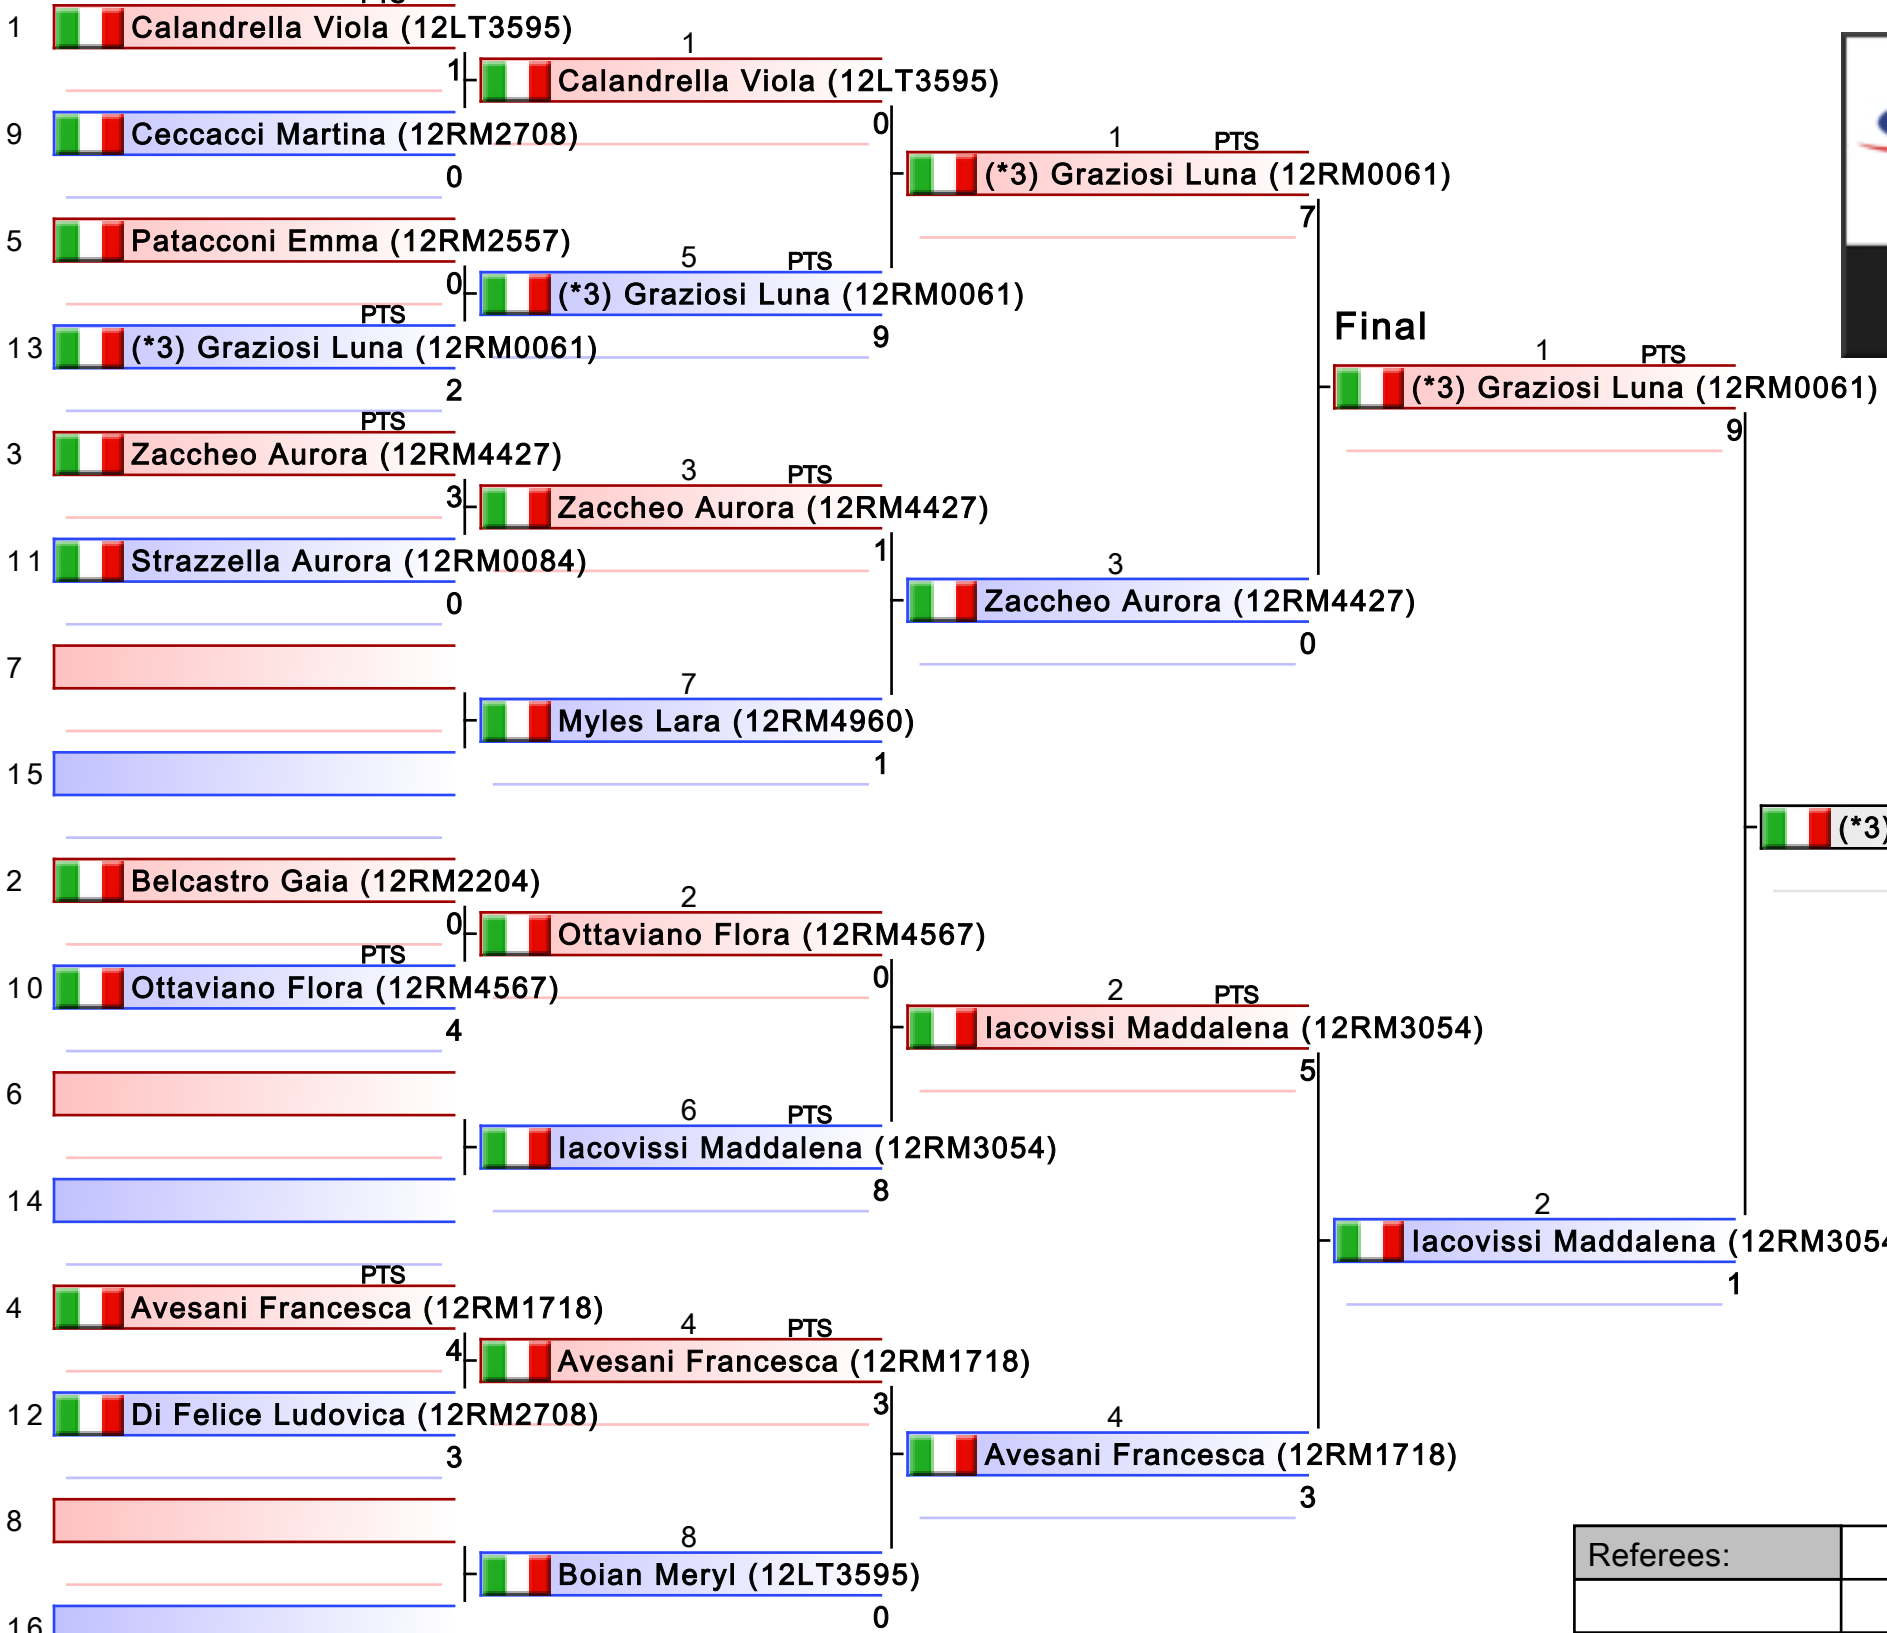 PTS
1 Calandrella Viola (12LT3595)
1
9 Ceccacci Martina (12RM2708)
0
5 Patacconi Emma (12RM2557)
0
PTS
13 (*3) Graziosi Luna (12RM0061)
2
PTS
3 Zaccheo Aurora (12RM4427)
3
11 Strazzella Aurora (12RM0084)
0
7
15
2 Belcastro Gaia (12RM2204)
0
PTS
10 Ottaviano Flora (12RM4567)
4
6
14
PTS
4 Avesani Francesca (12RM1718)
4
12 Di Felice Ludovica (12RM2708)
3
8
16
1
Calandrella Viola (12LT3595)
0
5 PTS
(*3) Graziosi Luna (12RM0061)
9
3 PTS
Zaccheo Aurora (12RM4427)
1
7
Myles Lara (12RM4960)
1
2
Ottaviano Flora (12RM4567)
0
6 PTS
Iacovissi Maddalena (12RM3054)
8
4 PTS
Avesani Francesca (12RM1718)
3
8
Boian Meryl (12LT3595)
0
1 PTS
(*3) Graziosi Luna (12RM0061)
7
3
Zaccheo Aurora (12RM4427)
0
2 PTS
Iacovissi Maddalena (12RM3054)
5
4
Avesani Francesca (12RM1718)
3
Final
1 PTS
(*3) Graziosi Luna (12RM0061)
9
2
Iacovissi Maddalena (12RM3054
1
(*3)
Referees: